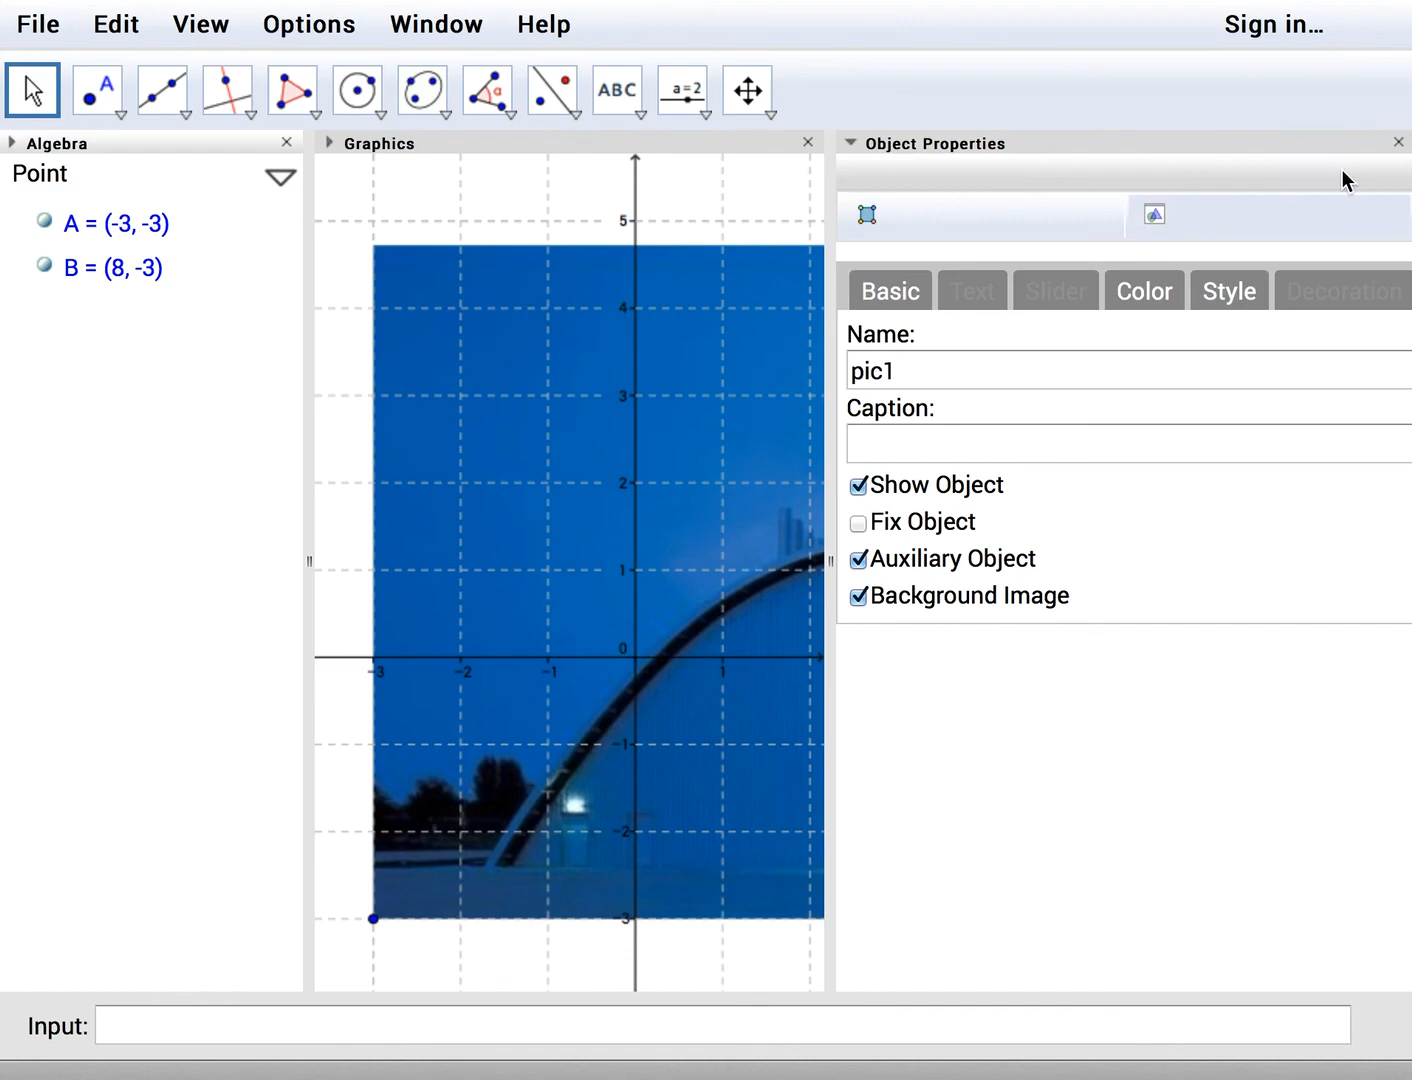 File Edit View Options Window Help Sign in...
A α ABC a=2
Algebra Graphics Object Properties
Point
A = (-3, -3)
B = (8, -3)
5
4
3
2
1
0
-3 -2 -1 1
-1
-2
-3
Basic Text Slider Color Style Decoration
Name:
pic1
Caption:
Show Object
Fix Object
Auxiliary Object
Background Image
Input: